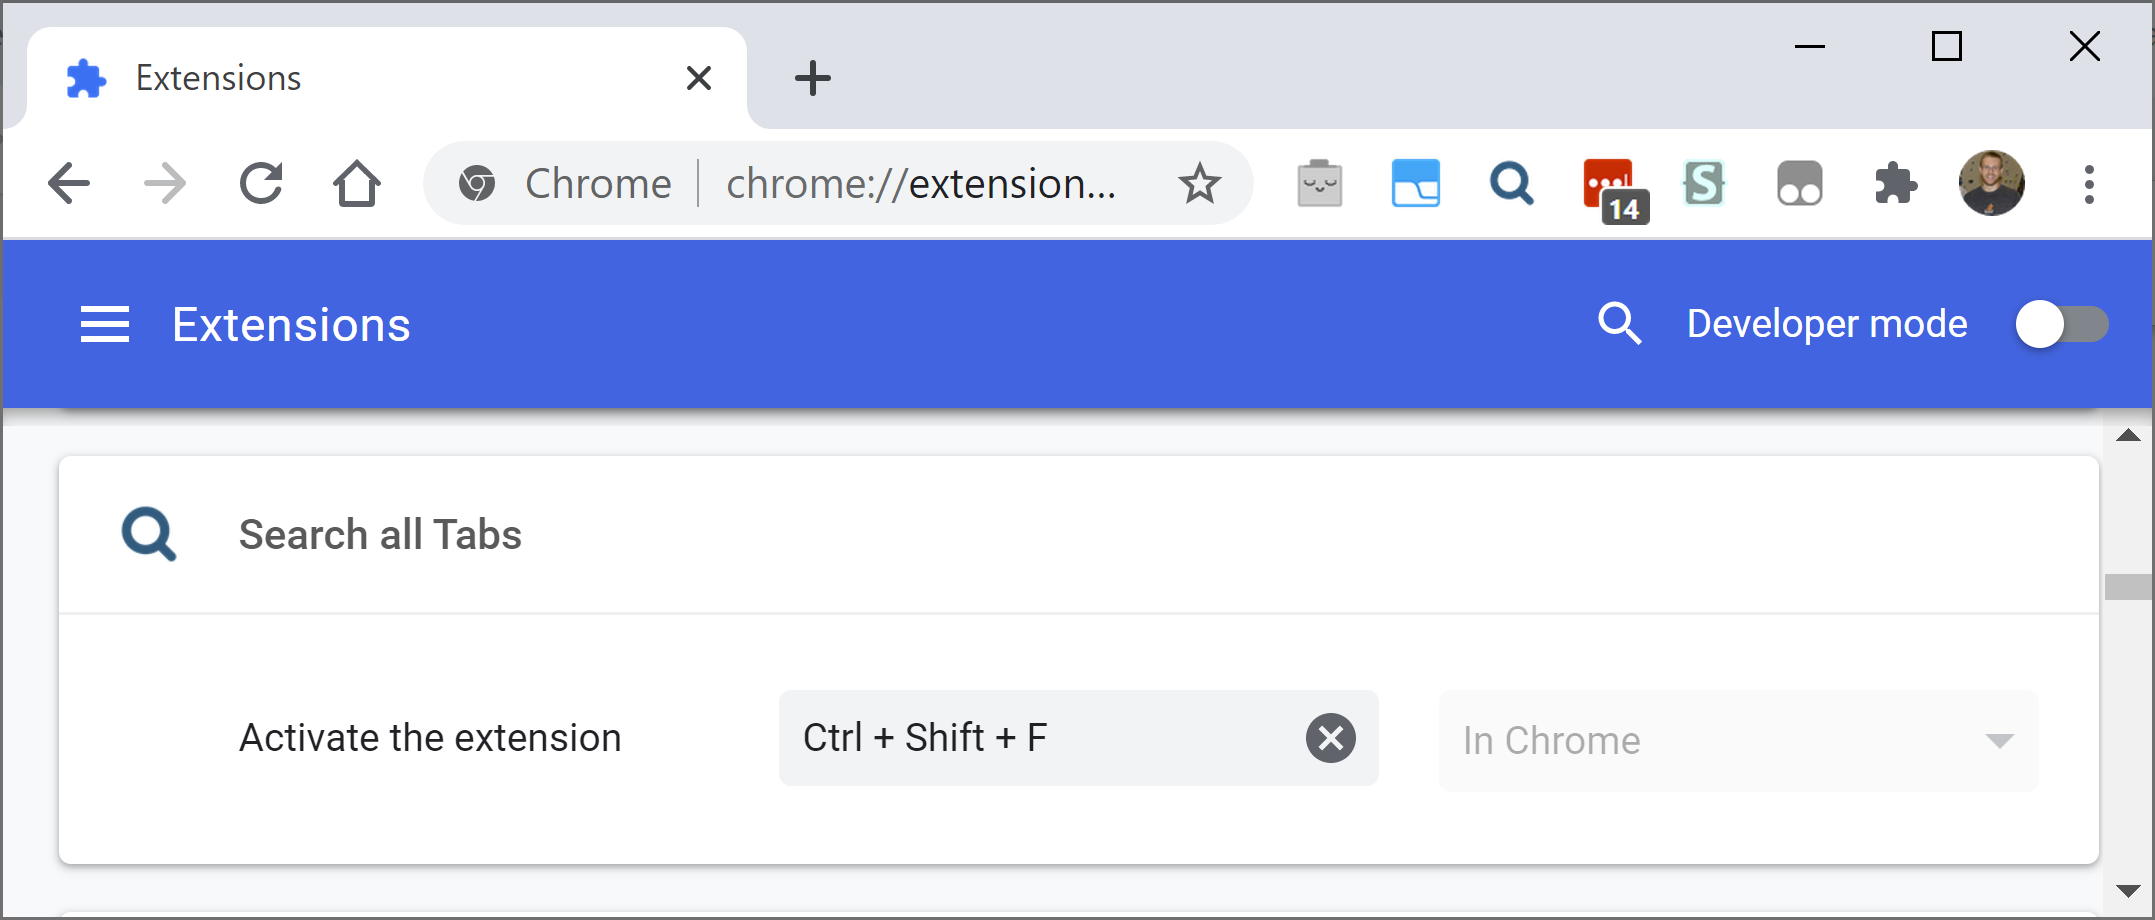 Extensions
Chrome chrome://extension...
14
S
Extensions Developer mode
Search all Tabs
Activate the extension Ctrl + Shift + F In Chrome